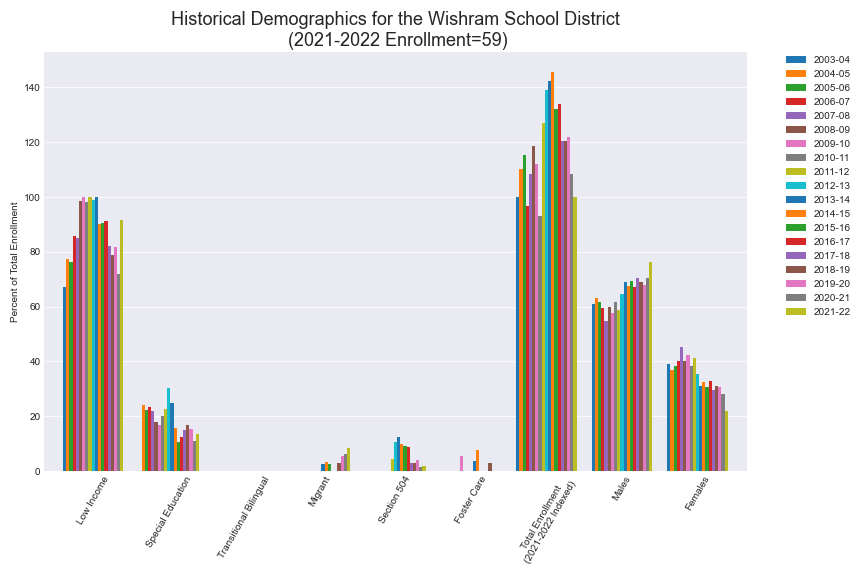 Historical Demographics for the Wishram School District
(2021-2022 Enrollment=59)
Percent of Total Enrollment
140
120
100
80
60
40
20
0
Low Income
Special Education
Transitional Bilingual
Migrant
Section 504
Foster Care
Total Enrollment
(2021-2022 Indexed)
Males
Females
2003-04
2004-05
2005-06
2006-07
2007-08
2008-09
2009-10
2010-11
2011-12
2012-13
2013-14
2014-15
2015-16
2016-17
2017-18
2018-19
2019-20
2020-21
2021-22